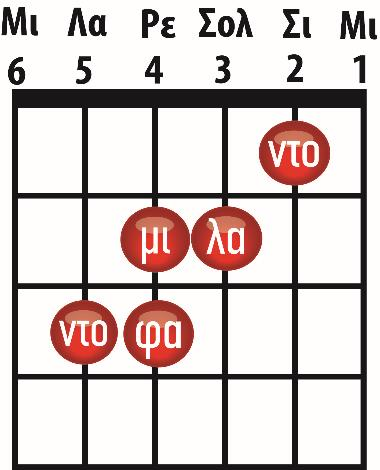 Μι Λα Ρε Σολ Σι Μι
6 5 4 3 2 1
ντο
μι λα
ντο φα